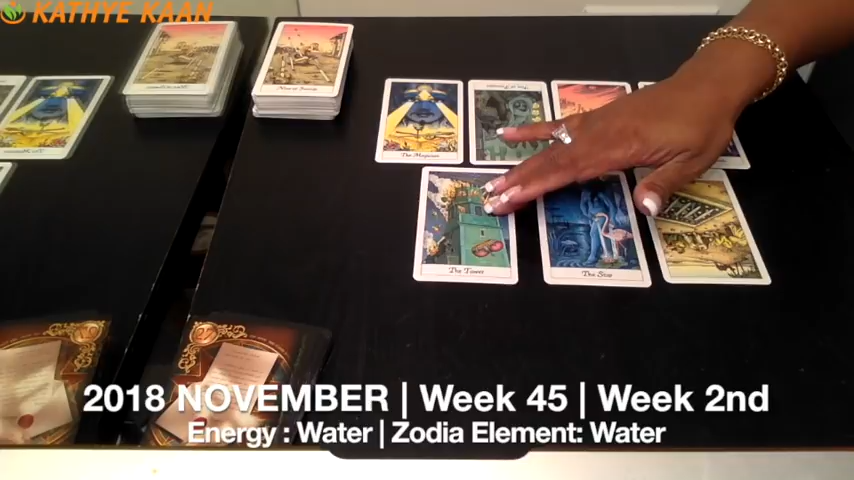 KATHYE KAAN
The Magician
The Tower
The Star
2018 NOVEMBER | Week 45 | Week 2nd
Energy : Water | Zodia Element: Water